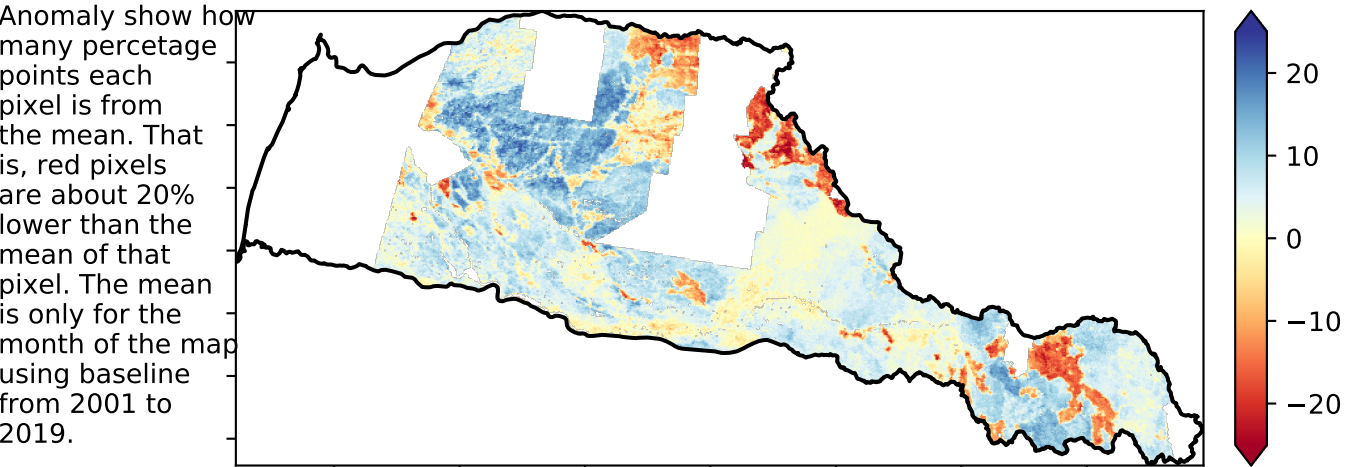 Anomaly show how
many percetage
points each
pixel is from
the mean. That
is, red pixels
are about 20%
lower than the
mean of that
pixel. The mean
is only for the
month of the map
using baseline
from 2001 to
2019.
20
10
0
−10
−20